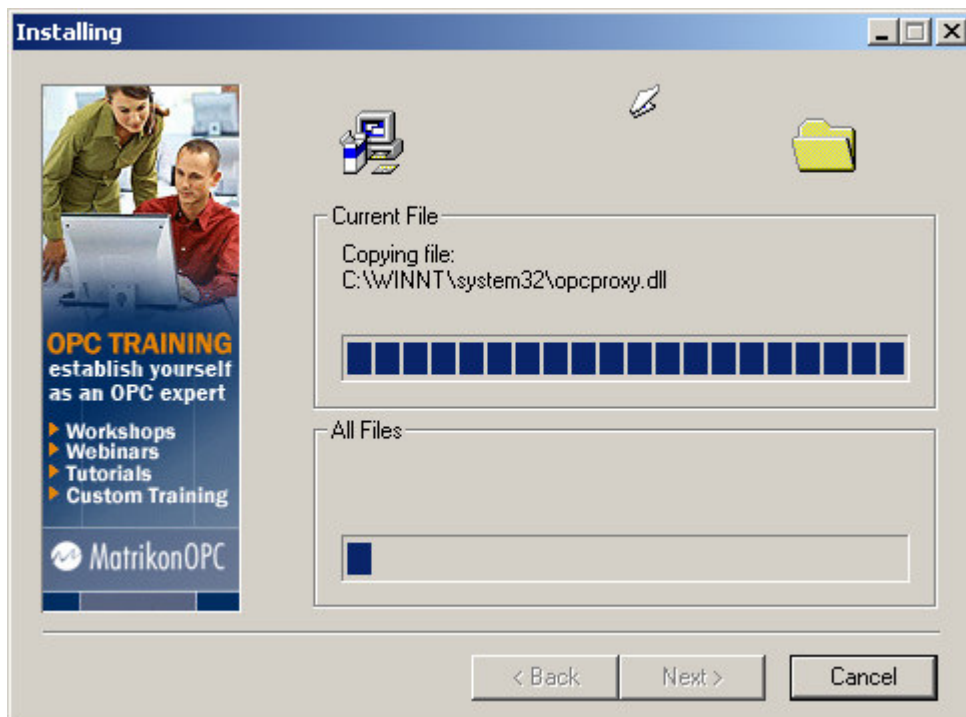 Installing
OPC TRAINING
establish yourself
as an OPC expert
Workshops
Webinars
Tutorials
Custom Training
MatrikonOPC
Current File
Copying file:
C:\WINNT\system32\opcproxy.dll
All Files
< Back
Next >
Cancel